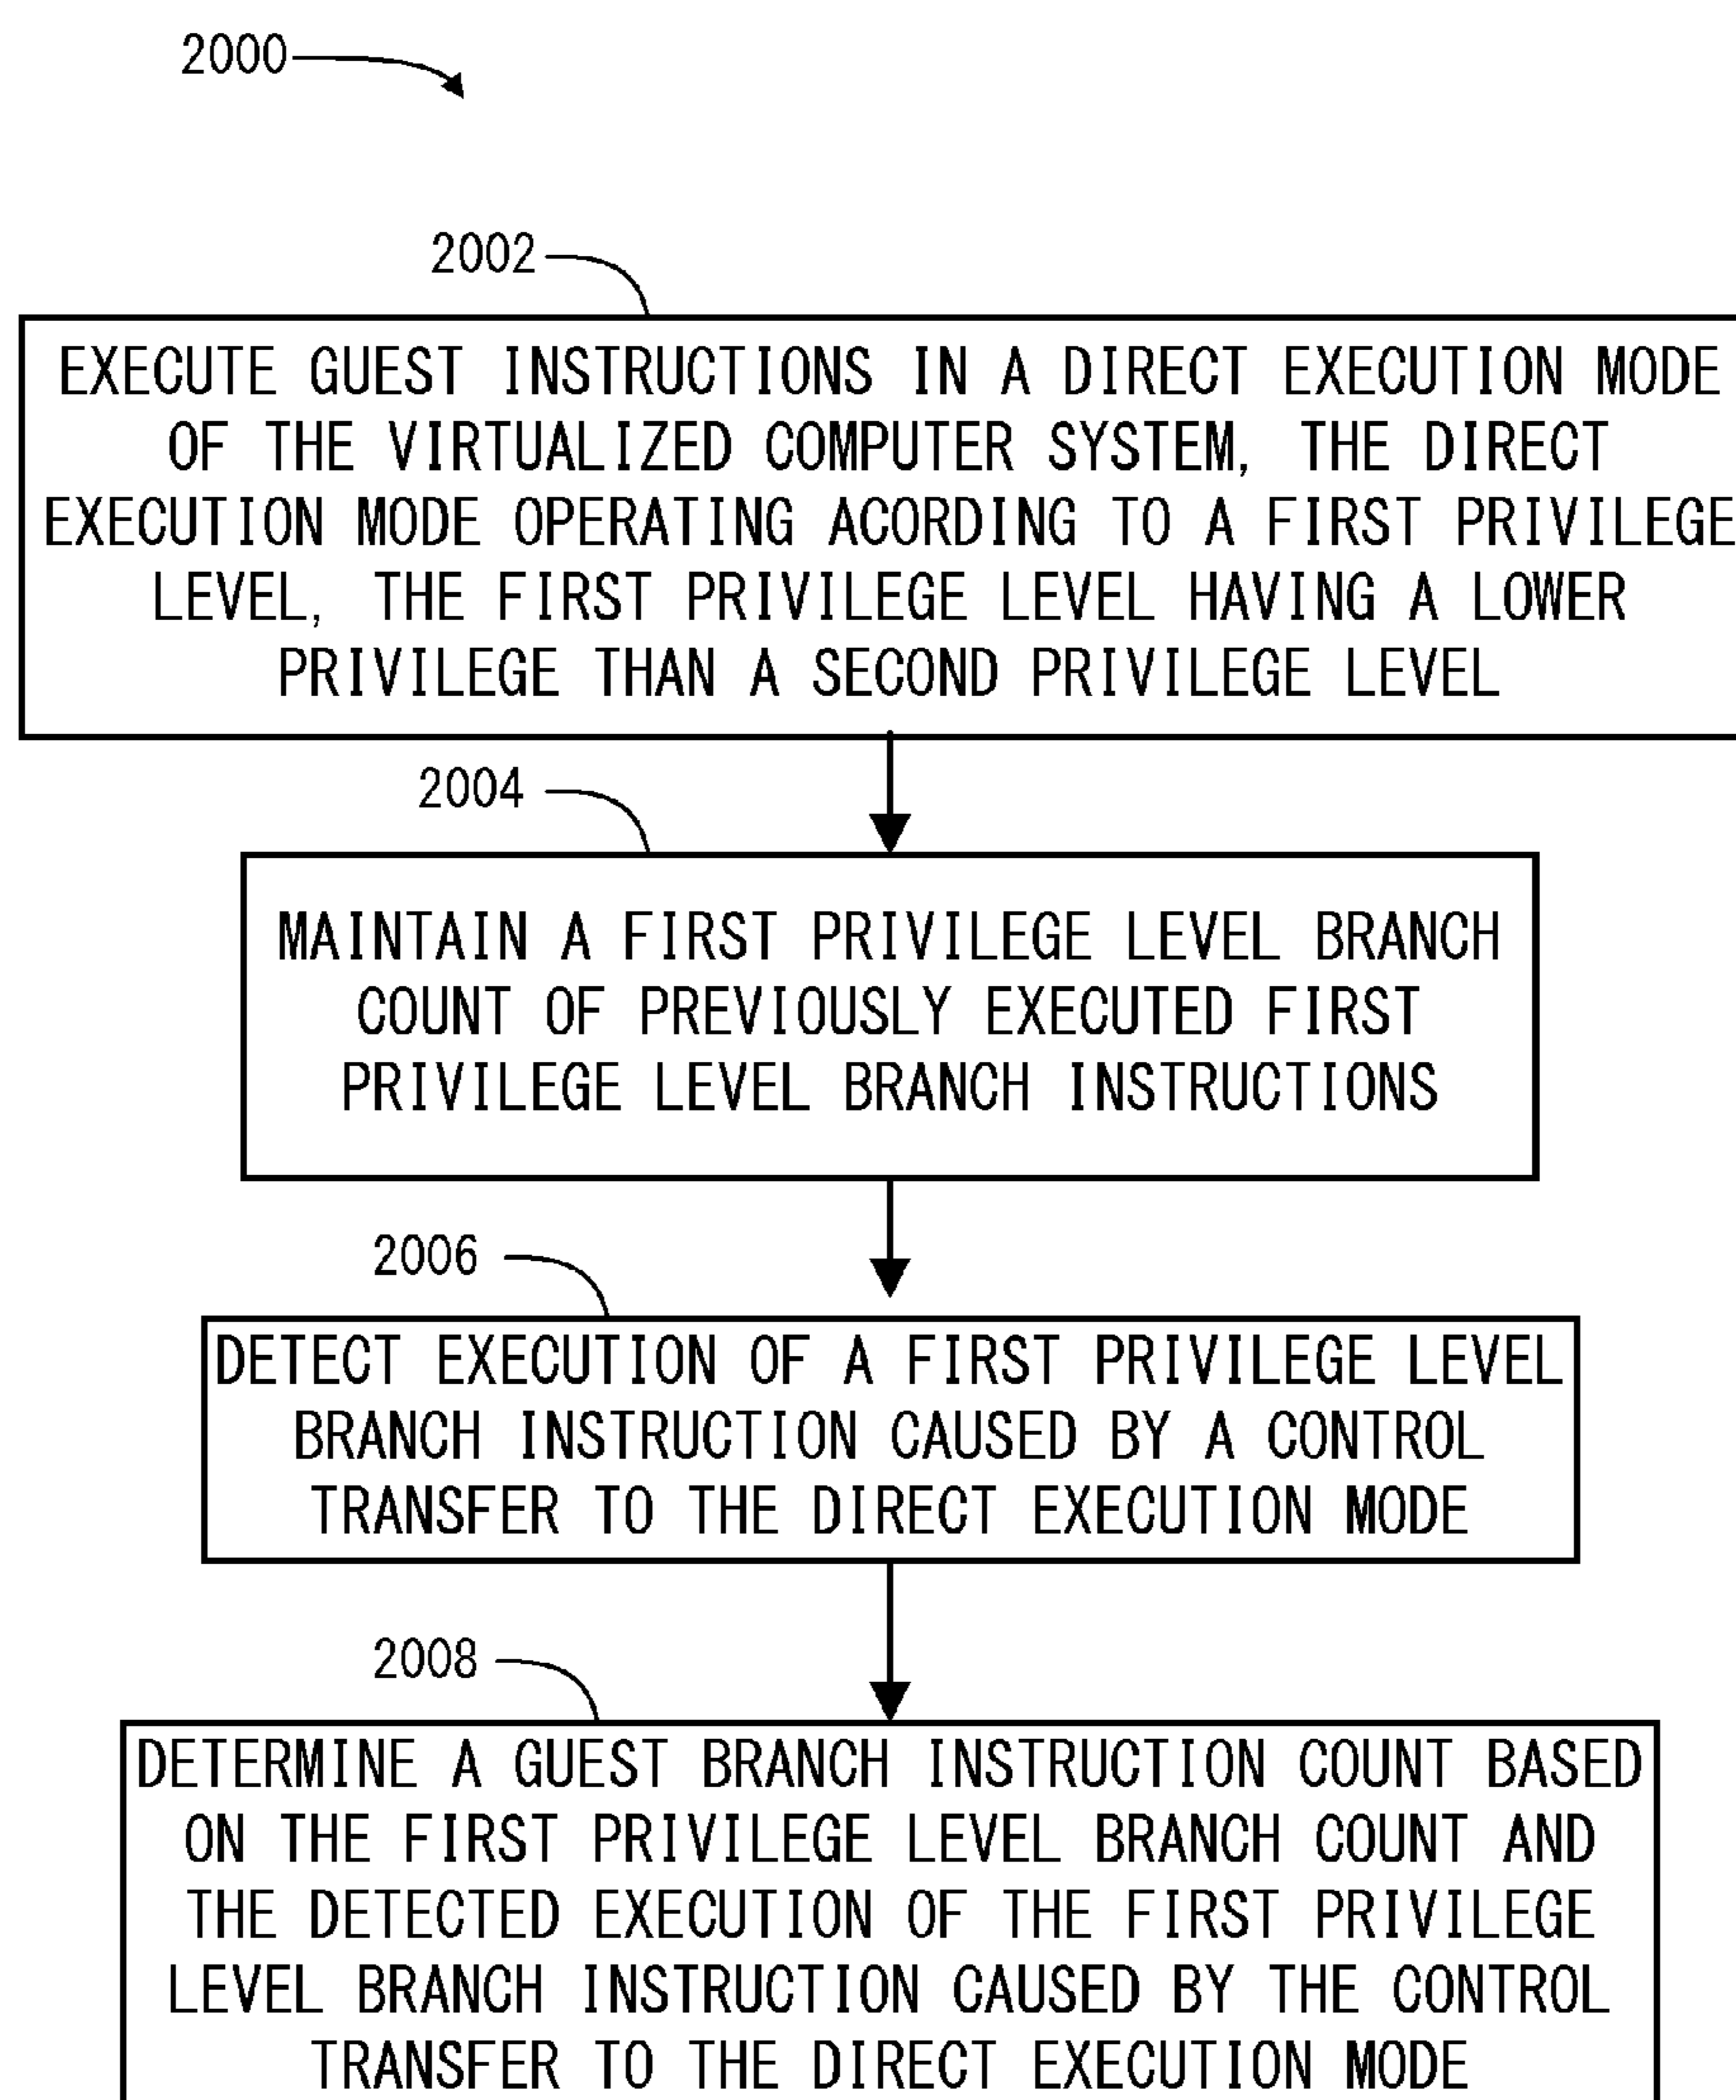 2000
2002
EXECUTE GUEST INSTRUCTIONS IN A DIRECT EXECUTION MODE
OF THE VIRTUALIZED COMPUTER SYSTEM, THE DIRECT
EXECUTION MODE OPERATING ACORDING TO A FIRST PRIVILEGE
LEVEL, THE FIRST PRIVILEGE LEVEL HAVING A LOWER
PRIVILEGE THAN A SECOND PRIVILEGE LEVEL
2004
MAINTAIN A FIRST PRIVILEGE LEVEL BRANCH
COUNT OF PREVIOUSLY EXECUTED FIRST
PRIVILEGE LEVEL BRANCH INSTRUCTIONS
2006
DETECT EXECUTION OF A FIRST PRIVILEGE LEVEL
BRANCH INSTRUCTION CAUSED BY A CONTROL
TRANSFER TO THE DIRECT EXECUTION MODE
2008
DETERMINE A GUEST BRANCH INSTRUCTION COUNT BASED
ON THE FIRST PRIVILEGE LEVEL BRANCH COUNT AND
THE DETECTED EXECUTION OF THE FIRST PRIVILEGE
LEVEL BRANCH INSTRUCTION CAUSED BY THE CONTROL
TRANSFER TO THE DIRECT EXECUTION MODE